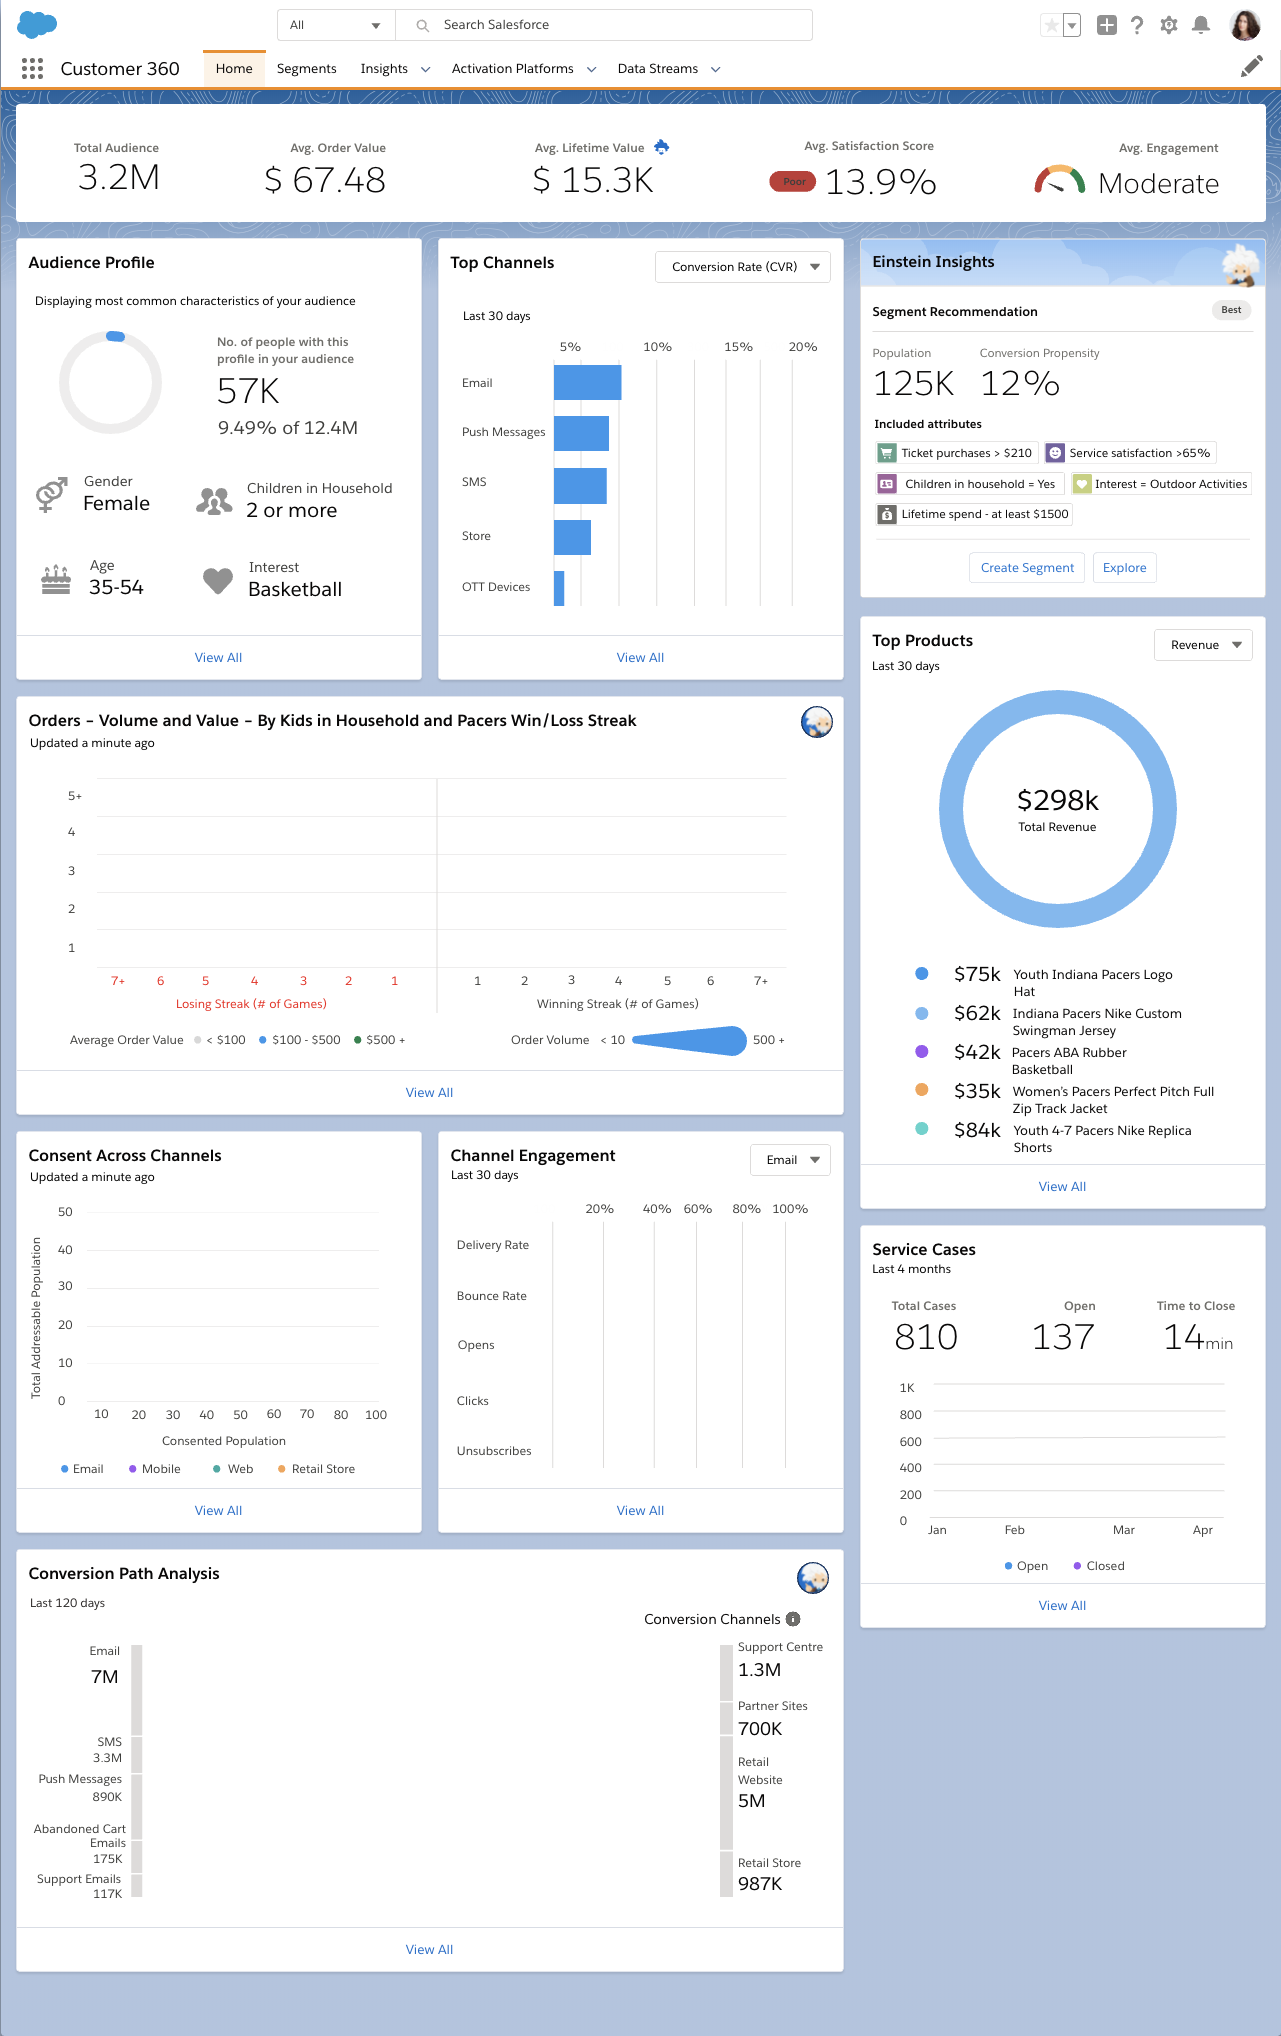 All
Search Salesforce
Customer 360
Home
Segments
Insights
Activation Platforms
Data Streams
Total Audience
3.2M
Avg. Order Value
$ 67.48
Avg. Lifetime Value
$ 15.3K
Avg. Satisfaction Score
Poor
13.9%
Avg. Engagement
Moderate
Audience Profile
Displaying most common characteristics of your audience
No. of people with this
profile in your audience
57K
9.49% of 12.4M
Gender
Female
Children in Household
2 or more
Age
35-54
Interest
Basketball
View All
Top Channels
Conversion Rate (CVR)
Last 30 days
5% 10% 15% 20%
Email
Push Messages
SMS
Store
OTT Devices
View All
Einstein Insights
Segment Recommendation
Best
Population
125K
Conversion Propensity
12%
Included attributes
Ticket purchases > $210
Service satisfaction >65%
Children in household = Yes
Interest = Outdoor Activities
Lifetime spend - at least $1500
Create Segment
Explore
Top Products
Revenue
Last 30 days
$298k
Total Revenue
$75k Youth Indiana Pacers Logo
Hat
$62k Indiana Pacers Nike Custom
Swingman Jersey
$42k Pacers ABA Rubber
Basketball
$35k Women's Pacers Perfect Pitch Full
Zip Track Jacket
$84k Youth 4-7 Pacers Nike Replica
Shorts
View All
Orders – Volume and Value – By Kids in Household and Pacers Win/Loss Streak
Updated a minute ago
5+
4
3
2
1
7+ 6 5 4 3 2 1 1 2 3 4 5 6 7+
Losing Streak (# of Games)
Winning Streak (# of Games)
Average Order Value < $100 $100 - $500 $500 +
Order Volume < 10 500 +
View All
Consent Across Channels
Updated a minute ago
Total Addressable Population
50
40
30
20
10
0
10 20 30 40 50 60 70 80 100
Consented Population
Email Mobile Web Retail Store
View All
Channel Engagement
Email
Last 30 days
20% 40% 60% 80% 100%
Delivery Rate
Bounce Rate
Opens
Clicks
Unsubscribes
View All
Service Cases
Last 4 months
Total Cases
810
Open
137
Time to Close
14min
1K
800
600
400
200
0
Jan Feb Mar Apr
Open Closed
View All
Conversion Path Analysis
Last 120 days
Conversion Channels
Email
7M
SMS
3.3M
Push Messages
890K
Abandoned Cart
Emails
175K
Support Emails
117K
Support Centre
1.3M
Partner Sites
700K
Retail
Website
5M
Retail Store
987K
View All